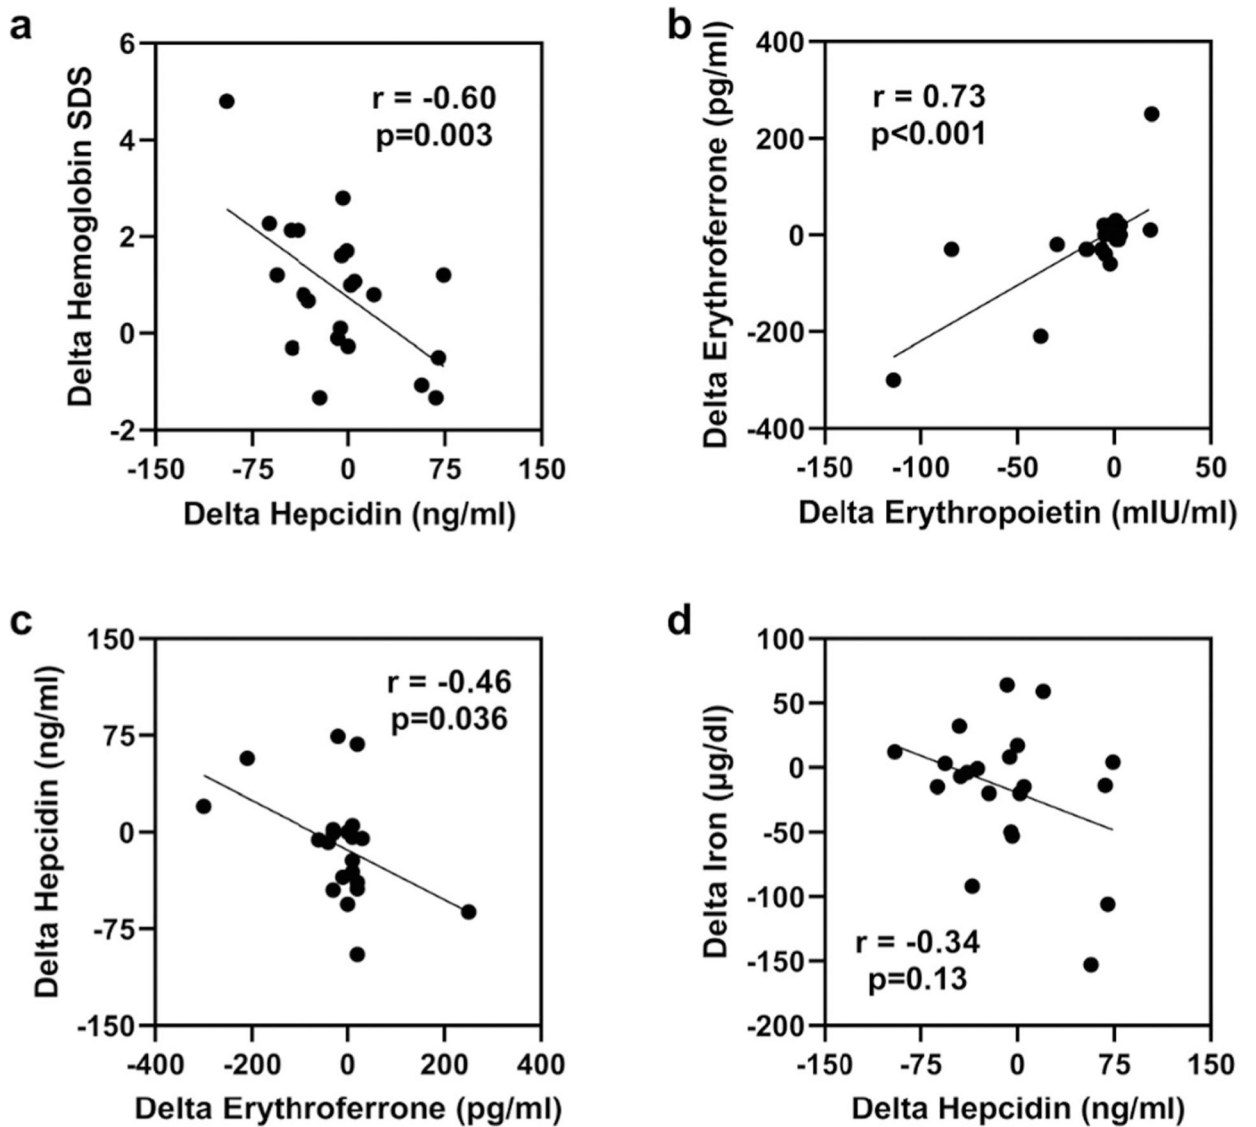 a
Delta Hemoglobin SDS
6
4
2
0
-2
r = -0.60
p=0.003
-150 -75 0 75 150
Delta Hepcidin (ng/ml)
b
Delta Erythroferrone (pg/ml)
400
200
0
-200
-400
r = 0.73
p<0.001
-150 -100 -50 0 50
Delta Erythropoietin (mIU/ml)
c
Delta Hepcidin (ng/ml)
150
75
0
-75
-150
r = -0.46
p=0.036
-400 -200 0 200 400
Delta Erythroferrone (pg/ml)
d
Delta Iron (µg/dl)
100
50
0
-50
-100
-150
-200
r = -0.34
p=0.13
-150 -75 0 75 150
Delta Hepcidin (ng/ml)